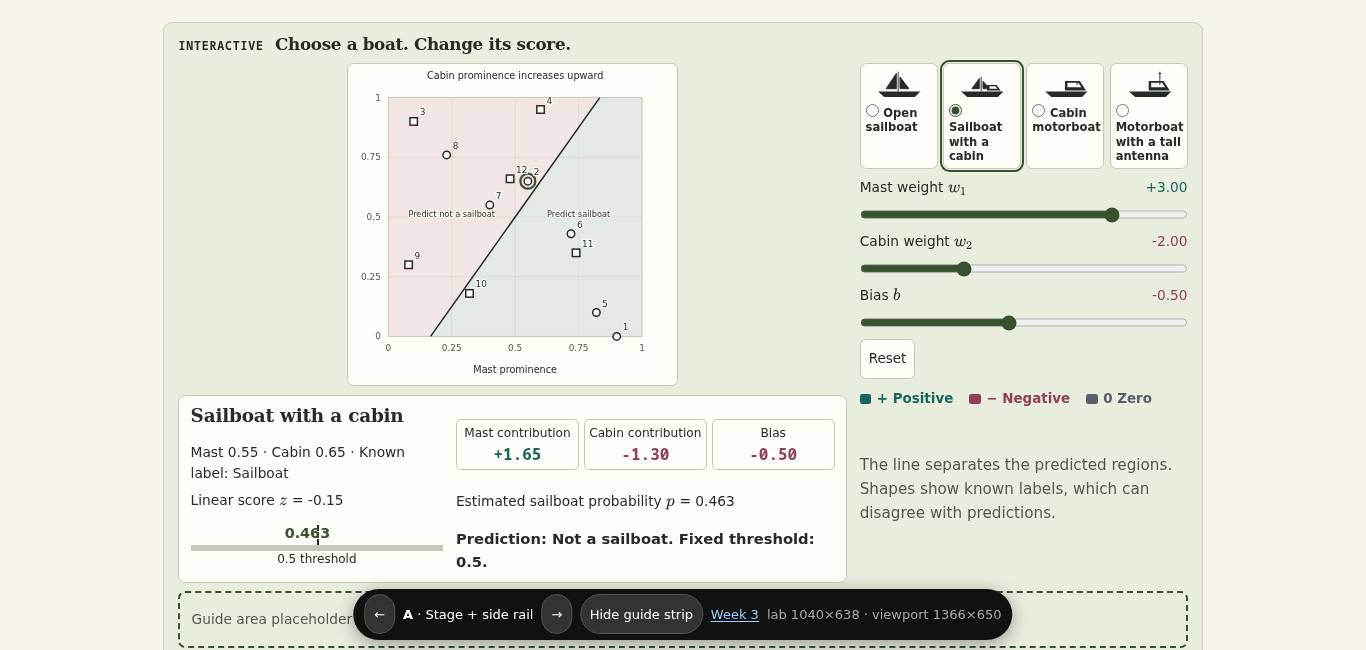 INTERACTIVE Choose a boat. Change its score.
Cabin prominence increases upward
1
0.75
0.5
0.25
0
0
0.25
0.5
0.75
1
3
4
8
12
2
7
Predict not a sailboat
Predict sailboat
6
11
9
10
5
1
Mast prominence
Open sailboat
Sailboat with a cabin
Cabin motorboat
Motorboat with a tall antenna
Mast weight w1 +3.00
Cabin weight w2 -2.00
Bias b -0.50
Reset
+ Positive − Negative 0 Zero
The line separates the predicted regions.
Shapes show known labels, which can
disagree with predictions.
Sailboat with a cabin
Mast 0.55 · Cabin 0.65 · Known
label: Sailboat
Linear score z = -0.15
0.463
0.5 threshold
Mast contribution
+1.65
Cabin contribution
-1.30
Bias
-0.50
Estimated sailboat probability p = 0.463
Prediction: Not a sailboat. Fixed threshold:
0.5.
Guide area placeholder
← A · Stage + side rail → Hide guide strip Week 3 lab 1040×638 · viewport 1366×650